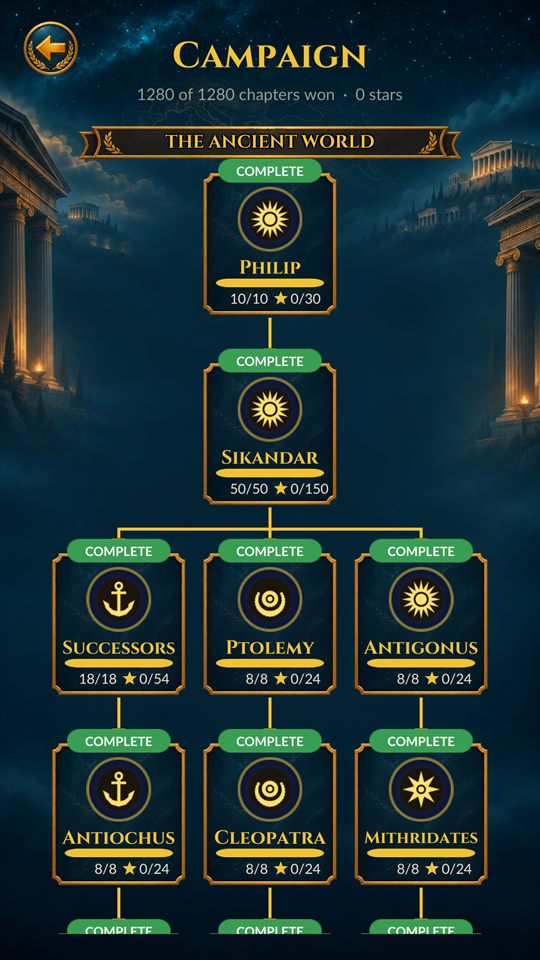 CAMPAIGN
1280 of 1280 chapters won · 0 stars
THE ANCIENT WORLD
COMPLETE
PHILIP
10/10 ★ 0/30
COMPLETE
SIKANDAR
50/50 ★ 0/150
COMPLETE COMPLETE COMPLETE
SUCCESSORS PTOLEMY ANTIGONUS
18/18 ★ 0/54 8/8 ★ 0/24 8/8 ★ 0/24
COMPLETE COMPLETE COMPLETE
ANTIOCHUS CLEOPATRA MITHRIDATES
8/8 ★ 0/24 8/8 ★ 0/24 8/8 ★ 0/24
COMPLETE COMPLETE COMPLETE